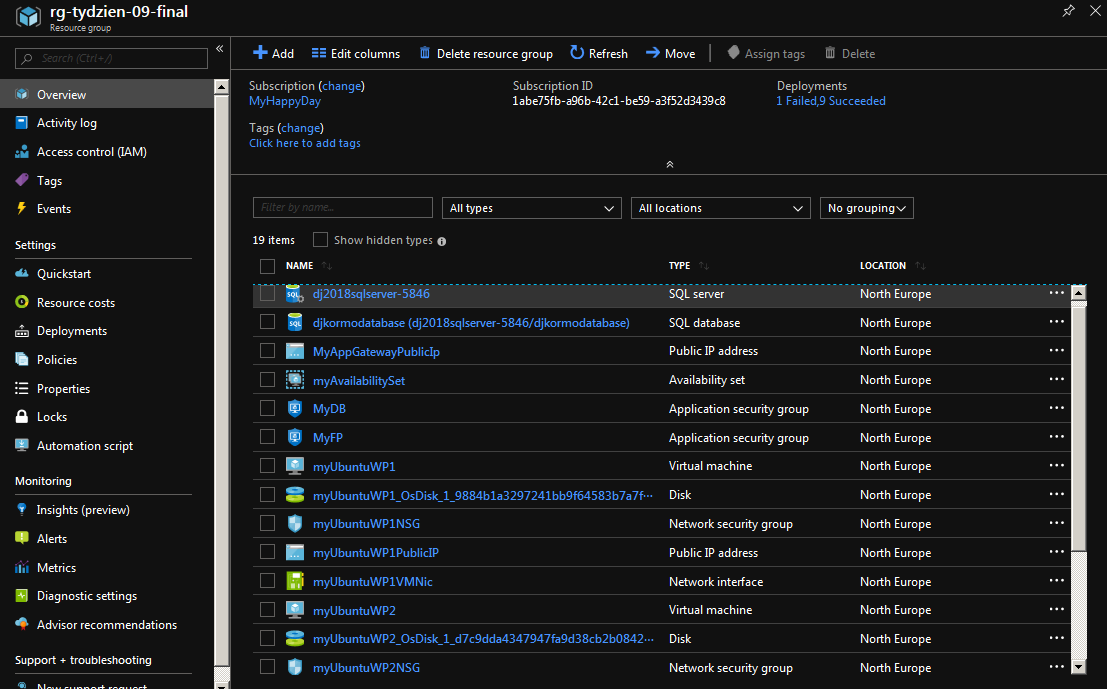 rg-tydzien-09-final
Resource group
Search (Ctrl+/)
«
Overview
Activity log
Access control (IAM)
Tags
Events
Settings
Quickstart
Resource costs
Deployments
Policies
Properties
Locks
Automation script
Monitoring
Insights (preview)
Alerts
Metrics
Diagnostic settings
Advisor recommendations
Support + troubleshooting
New support request
Add Edit columns Delete resource group Refresh Move Assign tags Delete
Subscription (change) Subscription ID Deployments
MyHappyDay 1abe75fb-a96b-42c1-be59-a3f52d3439c8 1 Failed,9 Succeeded
Tags (change)
Click here to add tags
Filter by name... All types All locations No grouping
19 items Show hidden types
NAME TYPE LOCATION
dj2018sqlserver-5846 SQL server North Europe ...
djkormodatabase (dj2018sqlserver-5846/djkormodatabase) SQL database North Europe ...
MyAppGatewayPublicIp Public IP address North Europe ...
myAvailabilitySet Availability set North Europe ...
MyDB Application security group North Europe ...
MyFP Application security group North Europe ...
myUbuntuWP1 Virtual machine North Europe ...
myUbuntuWP1_OsDisk_1_9884b1a3297241bb9f64583b7a7f... Disk North Europe ...
myUbuntuWP1NSG Network security group North Europe ...
myUbuntuWP1PublicIP Public IP address North Europe ...
myUbuntuWP1VMNic Network interface North Europe ...
myUbuntuWP2 Virtual machine North Europe ...
myUbuntuWP2_OsDisk_1_d7c9dda4347947fa9d38cb2b0842... Disk North Europe ...
myUbuntuWP2NSG Network security group North Europe ...